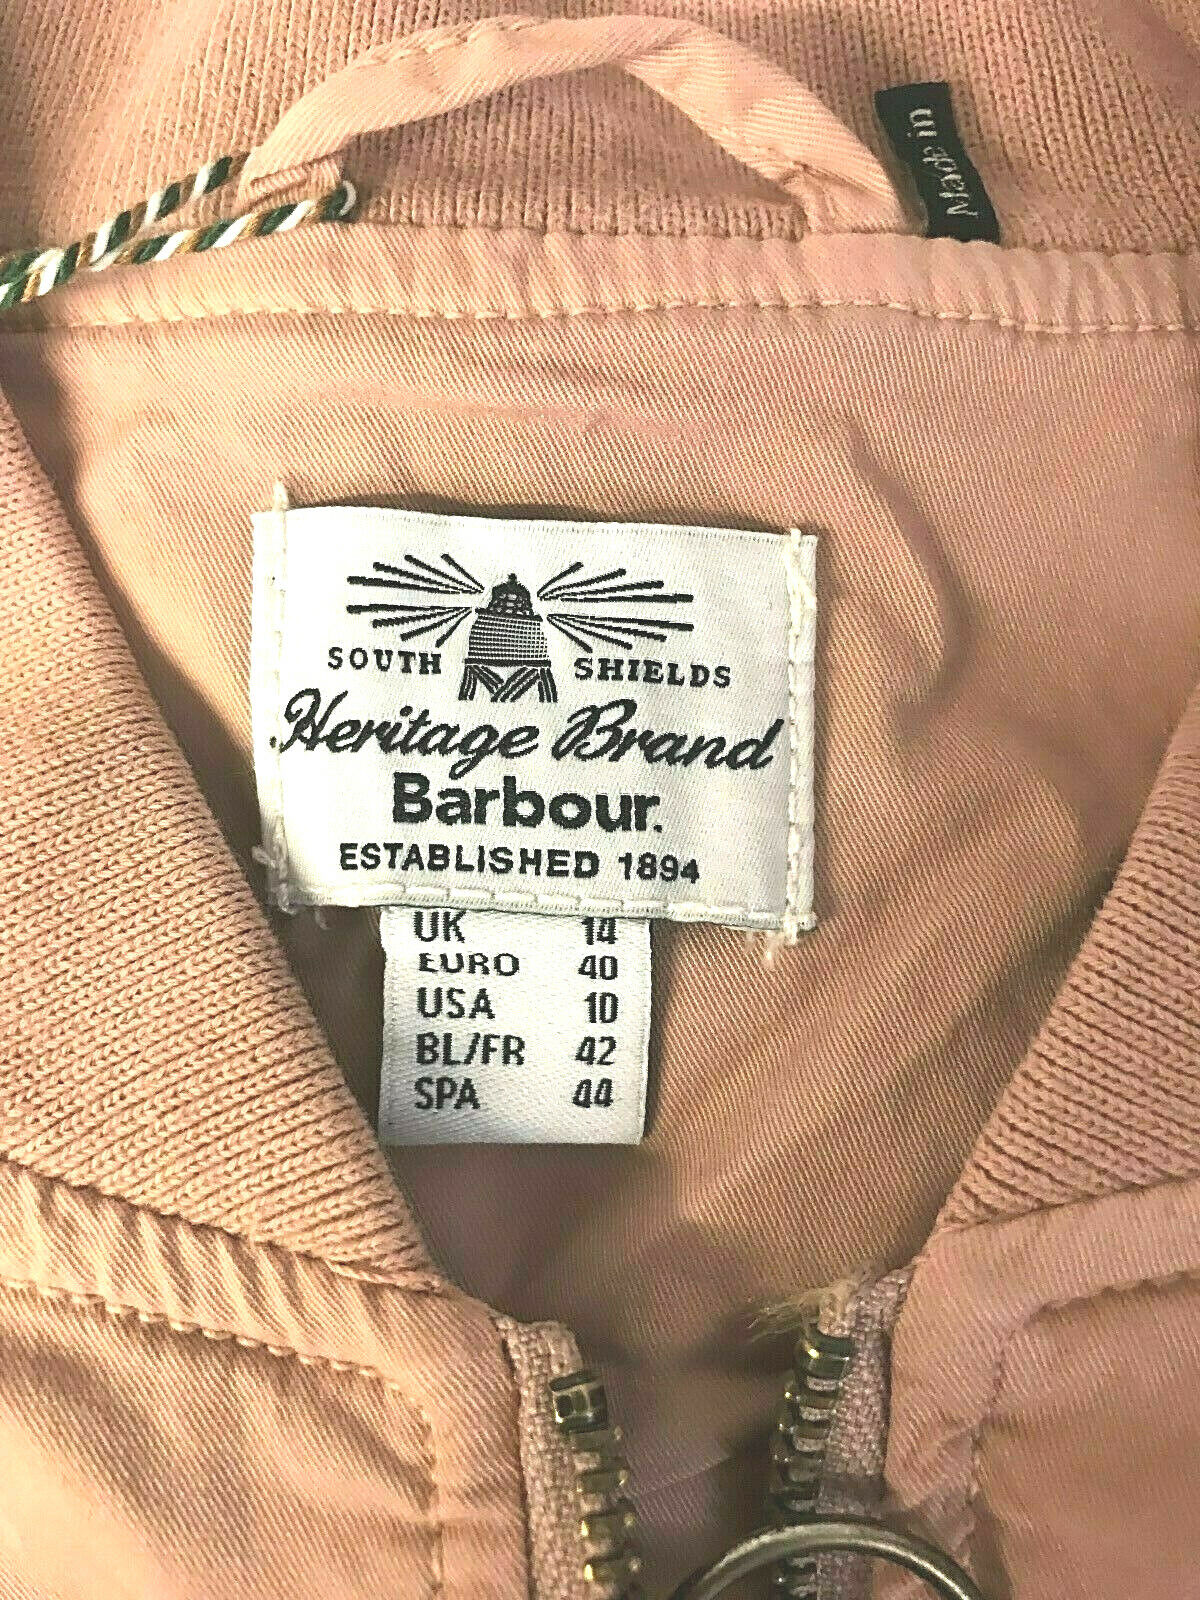 Made in
SOUTH SHIELDS
Heritage Brand
Barbour.
ESTABLISHED 1894
UK 14
EURO 40
USA 10
BL/FR 42
SPA 44